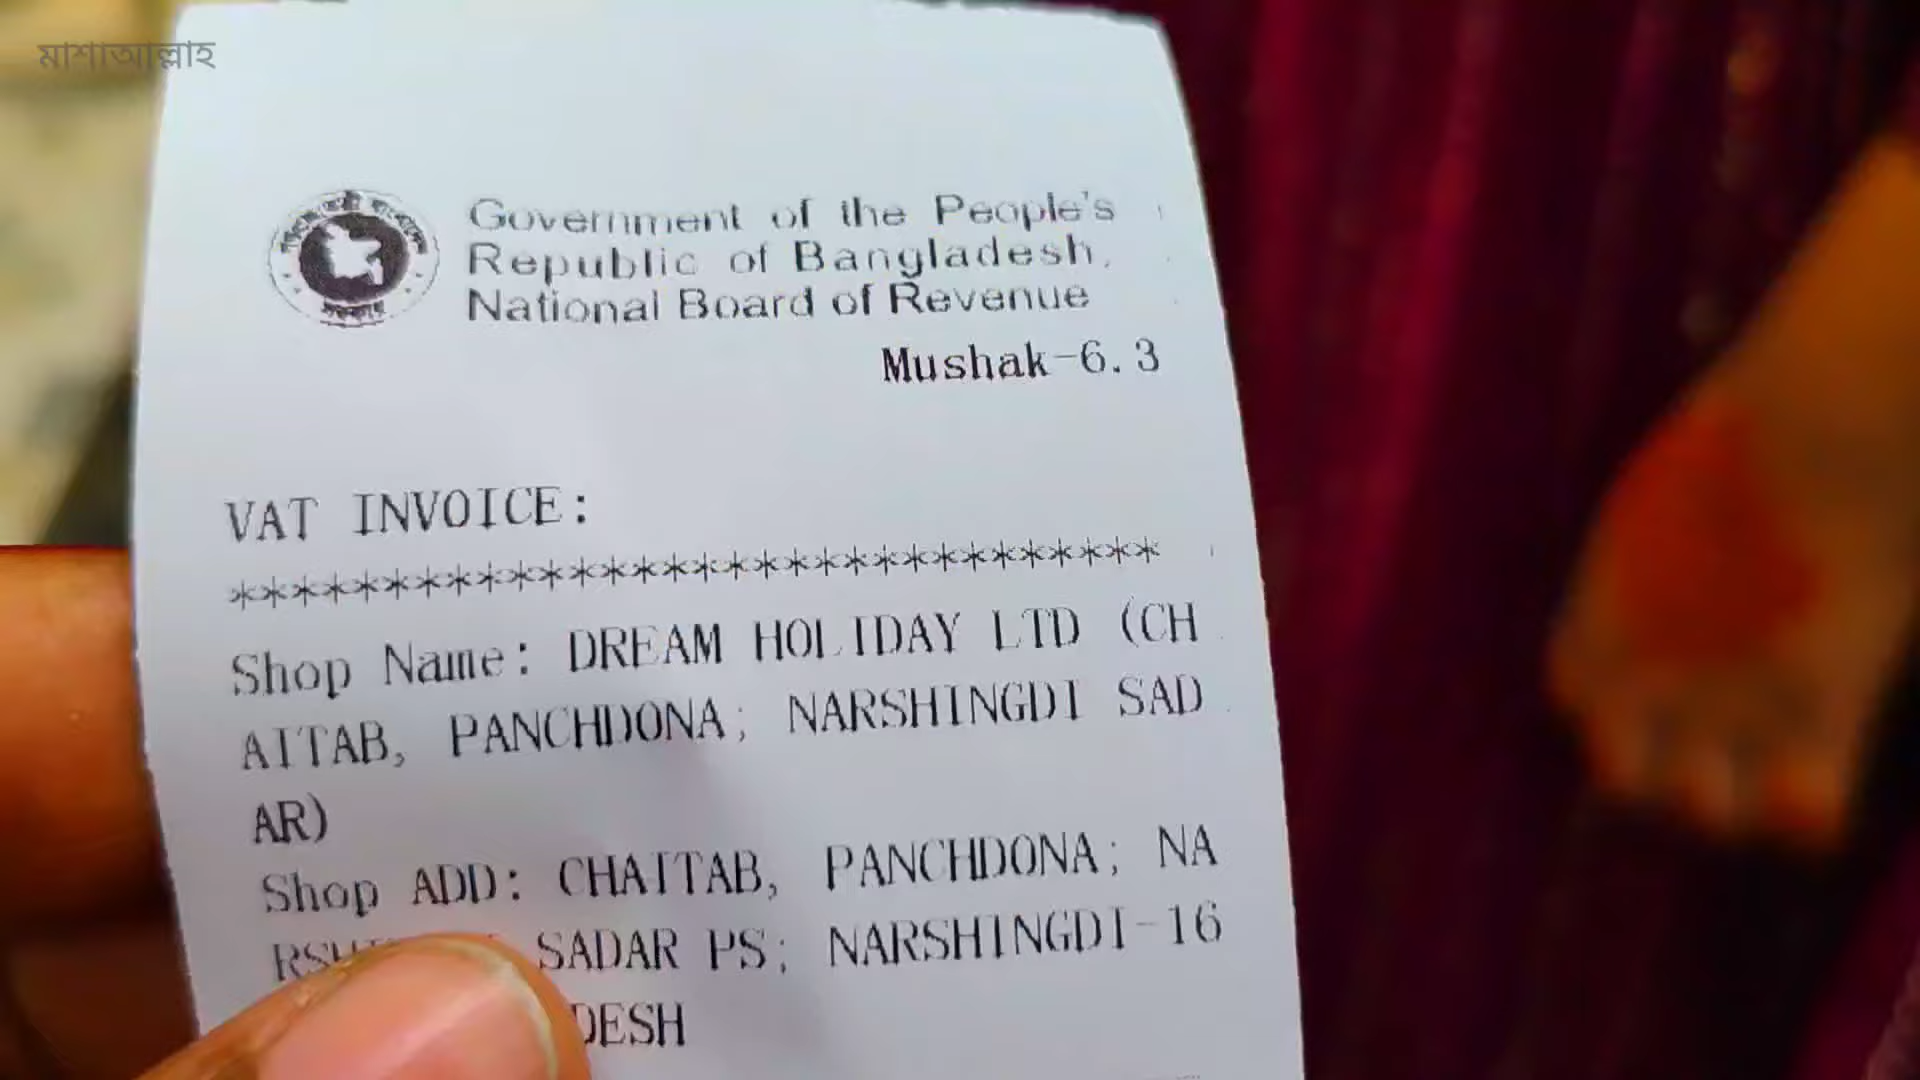 মাশাআল্লাহ
Government of the People's
Republic of Bangladesh,
National Board of Revenue
Mushak-6.3
VAT INVOICE:
*******************************
Shop Name: DREAM HOLIDAY LTD (CH
AITAB, PANCHDONA; NARSHINGDI SAD
AR)
Shop ADD: CHAITAB, PANCHDONA; NA
SADAR PS; NARSHINGDI-16
DESH